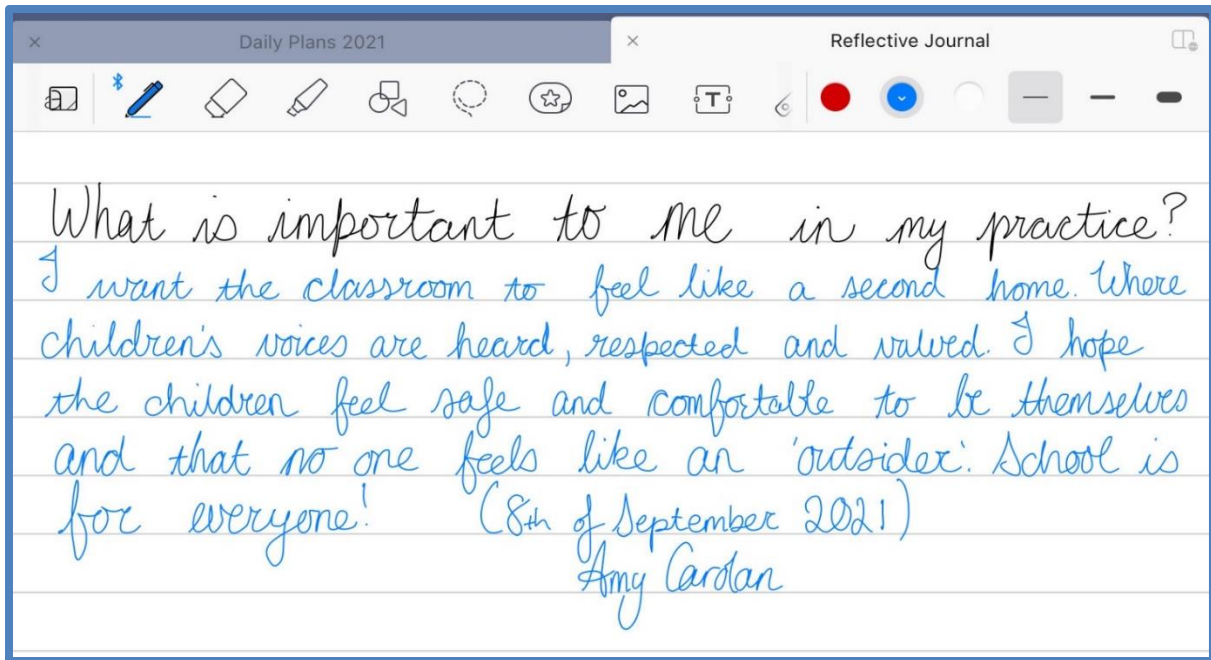 Daily Plans 2021
Reflective Journal
What is important to me in my practice?
I want the classroom to feel like a second home. Where
children's voices are heard, respected and valued. I hope
the children feel safe and comfortable to be themselves
and that no one feels like an 'outsider'. School is
for everyone! (8th of September 2021)
Amy Carolan